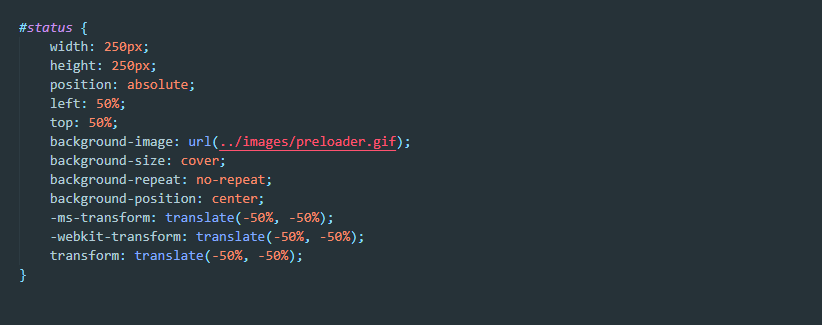 #status {
    width: 250px;
    height: 250px;
    position: absolute;
    left: 50%;
    top: 50%;
    background-image: url(../images/preloader.gif);
    background-size: cover;
    background-repeat: no-repeat;
    background-position: center;
    -ms-transform: translate(-50%, -50%);
    -webkit-transform: translate(-50%, -50%);
    transform: translate(-50%, -50%);
}